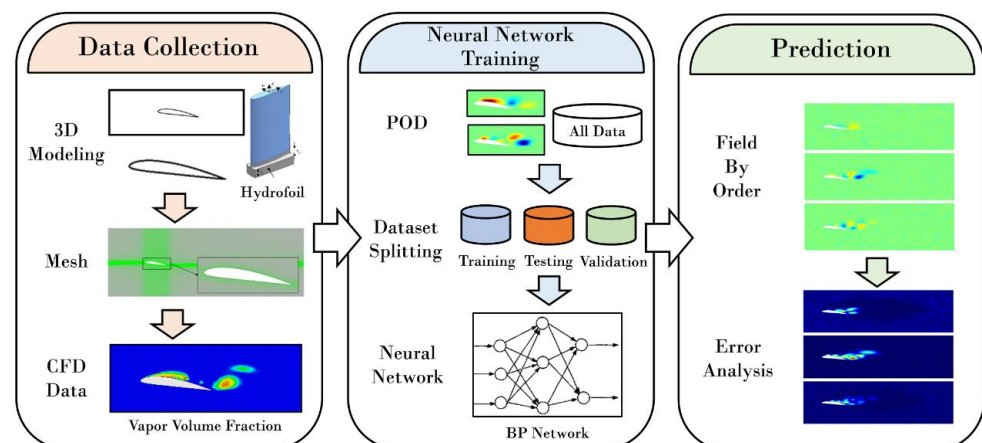 Data Collection
3D
Modeling
Hydrofoil
Mesh
CFD
Data
Vapor Volume Fraction
Neural Network
Training
POD
All Data
Dataset
Splitting
Training Testing Validation
Neural
Network
BP Network
Prediction
Field
By
Order
Error
Analysis